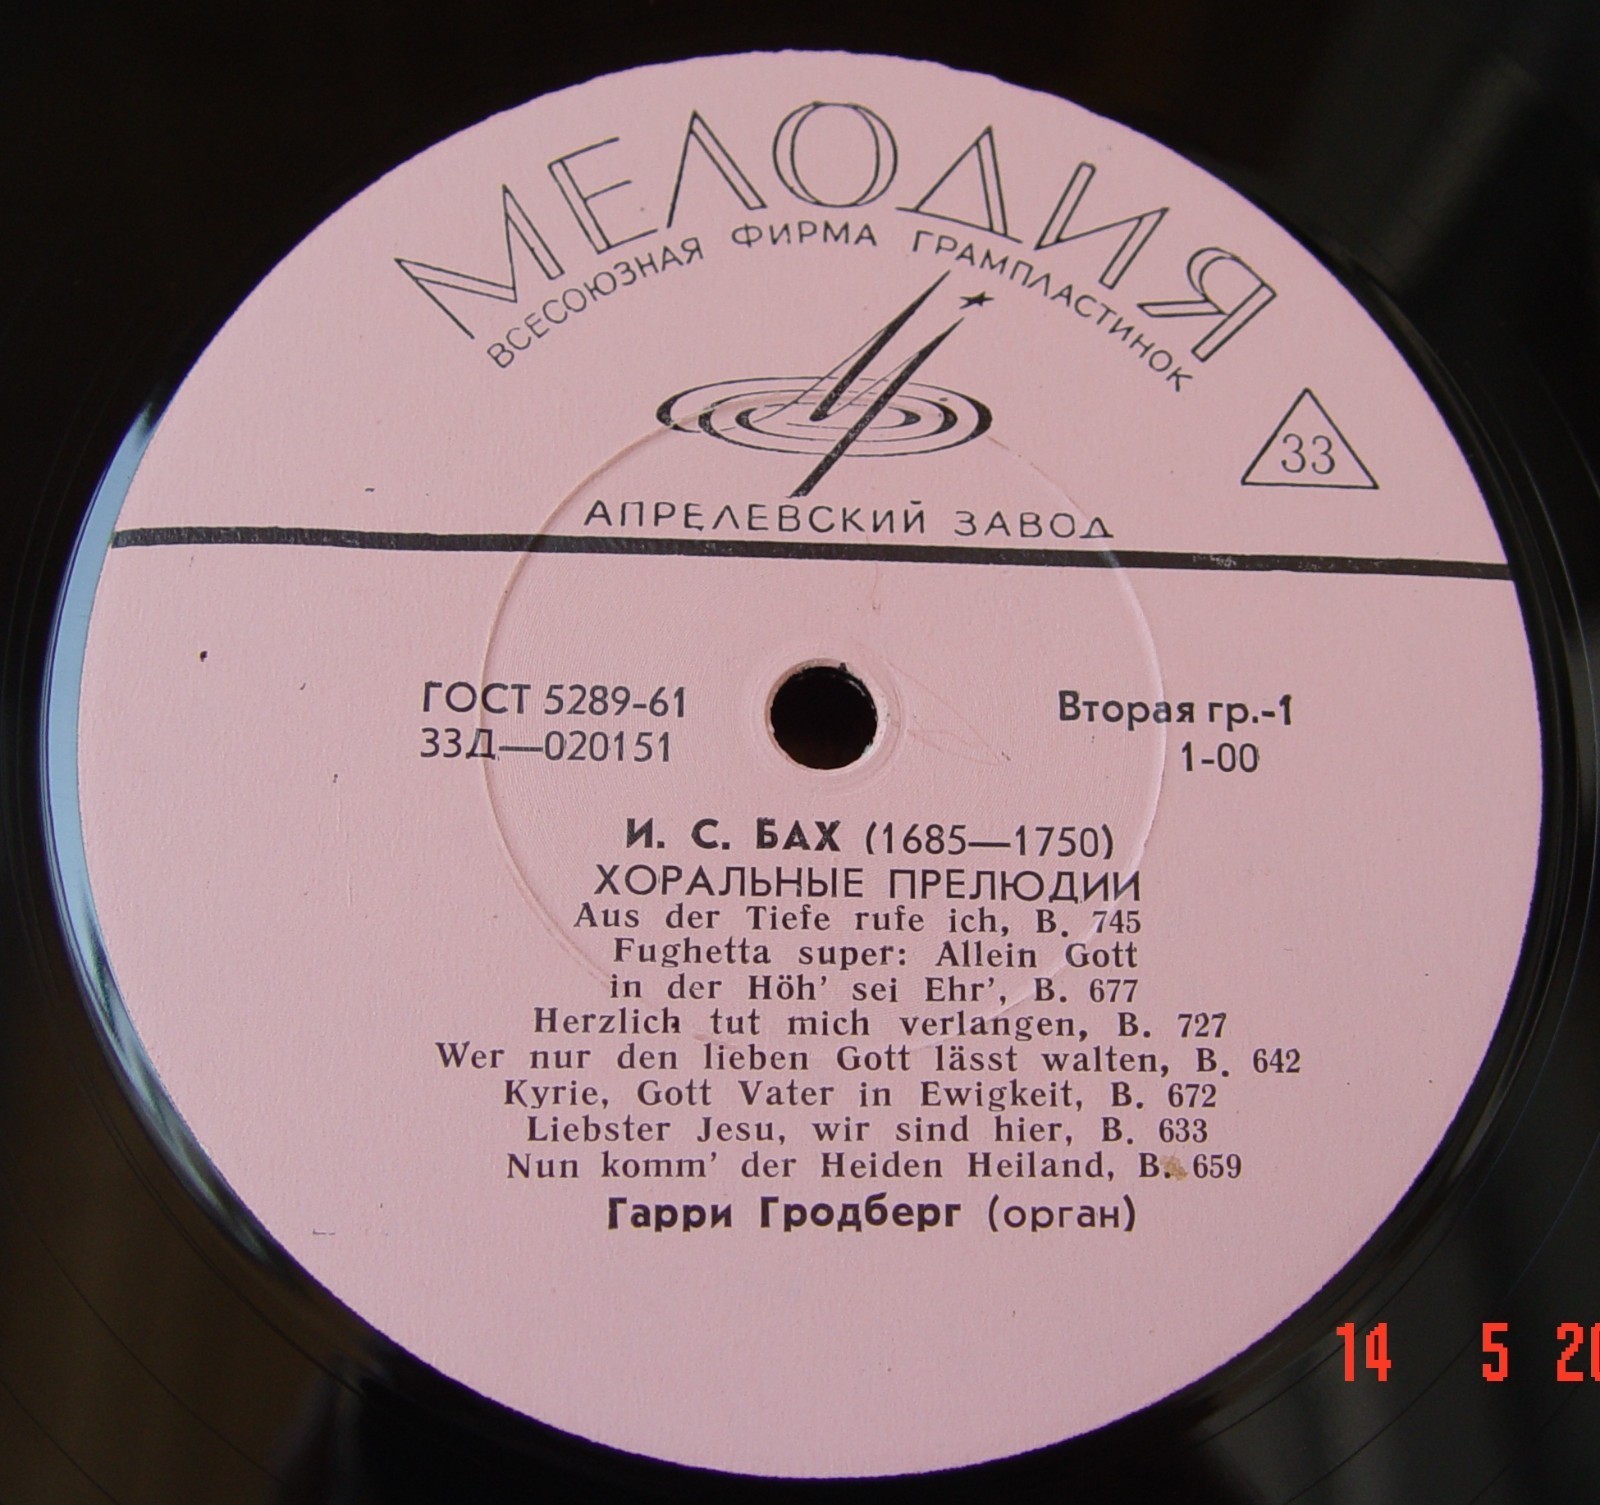 МЕЛОДИЯ
ВСЕСОЮЗНАЯ ФИРМА ГРАМПЛАСТИНОК
33
АПРЕЛЕВСКИЙ ЗАВОД
ГОСТ 5289-61
33Д—020151
Вторая гр.-1
1-00
И. С. БАХ (1685—1750)
ХОРАЛЬНЫЕ ПРЕЛЮДИИ
Aus der Tiefe rufe ich, B. 745
Fughetta super: Allein Gott
in der Höh' sei Ehr', B. 677
Herzlich tut mich verlangen, B. 727
Wer nur den lieben Gott lässt walten, B. 642
Kyrie, Gott Vater in Ewigkeit, B. 672
Liebster Jesu, wir sind hier, B. 633
Nun komm' der Heiden Heiland, B. 659
Гарри Гродберг (орган)
14 5 20